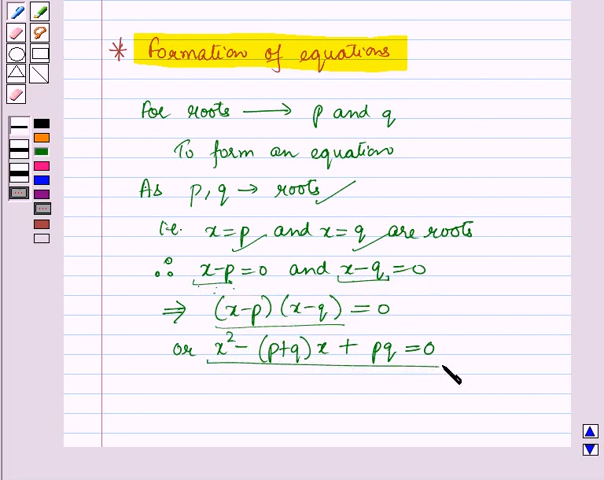 * Formation of equations
For roots ⟶ p and q
To form an equation
As p, q → roots ✓
i.e. x = p and x = q are roots
∴ x-p = 0 and x-q = 0
⇒ (x-p)(x-q) = 0
or x² - (p+q)x + pq = 0